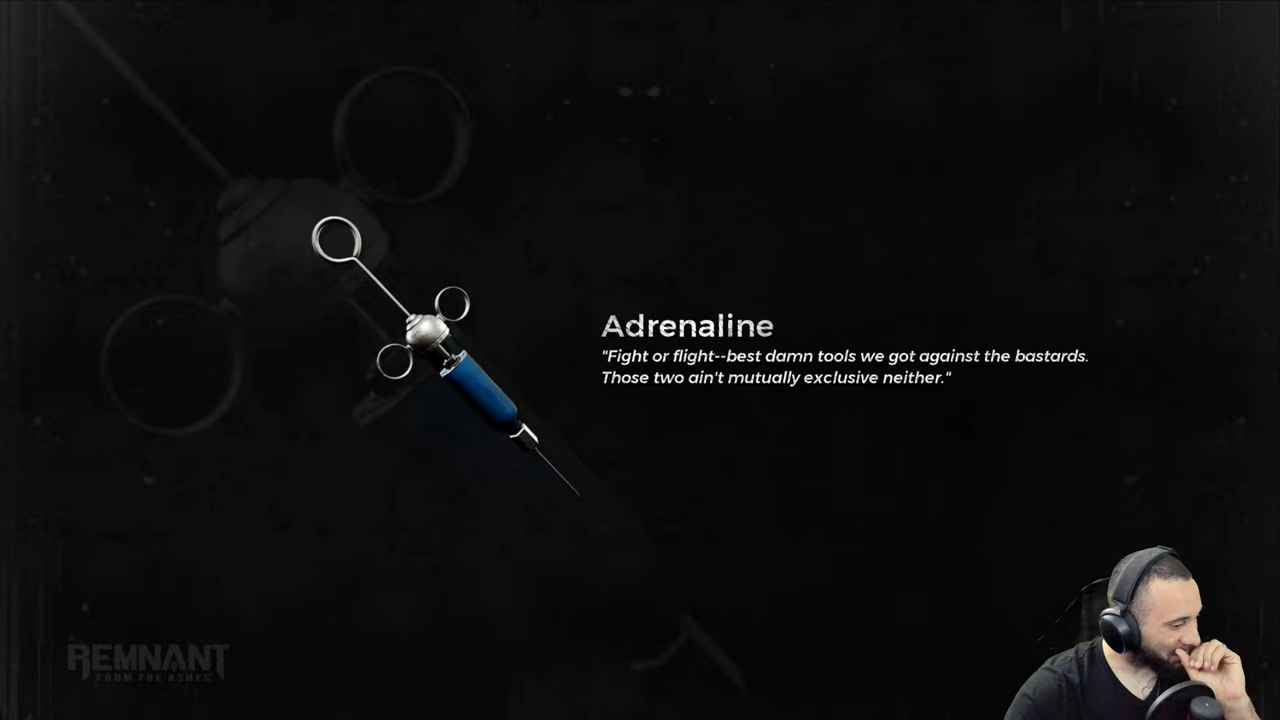 Adrenaline
"Fight or flight--best damn tools we got against the bastards.
Those two ain't mutually exclusive neither."
REMNANT
FROM THE ASHES